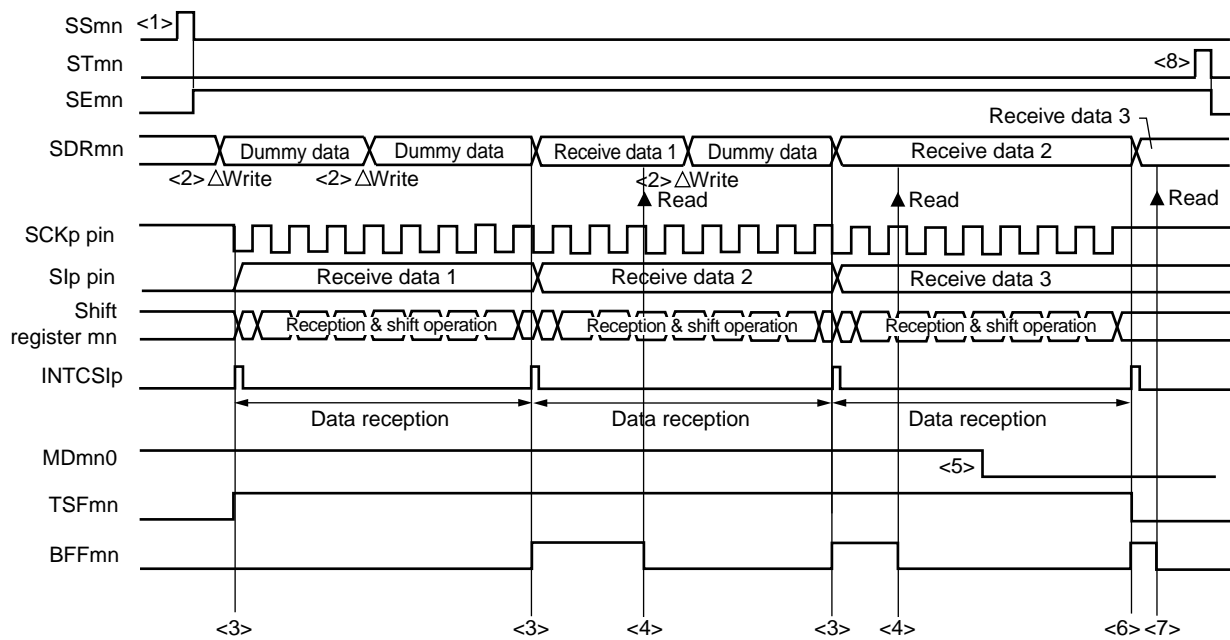 SSmn <1>
STmn <8>
SEmn
Receive data 3
SDRmn Dummy data Dummy data Receive data 1 Dummy data Receive data 2
<2> △Write <2> △Write <2> △Write
▲ Read ▲ Read ▲ Read
SCKp pin
SIp pin Receive data 1 Receive data 2 Receive data 3
Shift
register mn Reception & shift operation Reception & shift operation Reception & shift operation
INTCSIp
Data reception Data reception Data reception
MDmn0 <5>
TSFmn
BFFmn
<3> <3> <4> <3> <4> <6> <7>